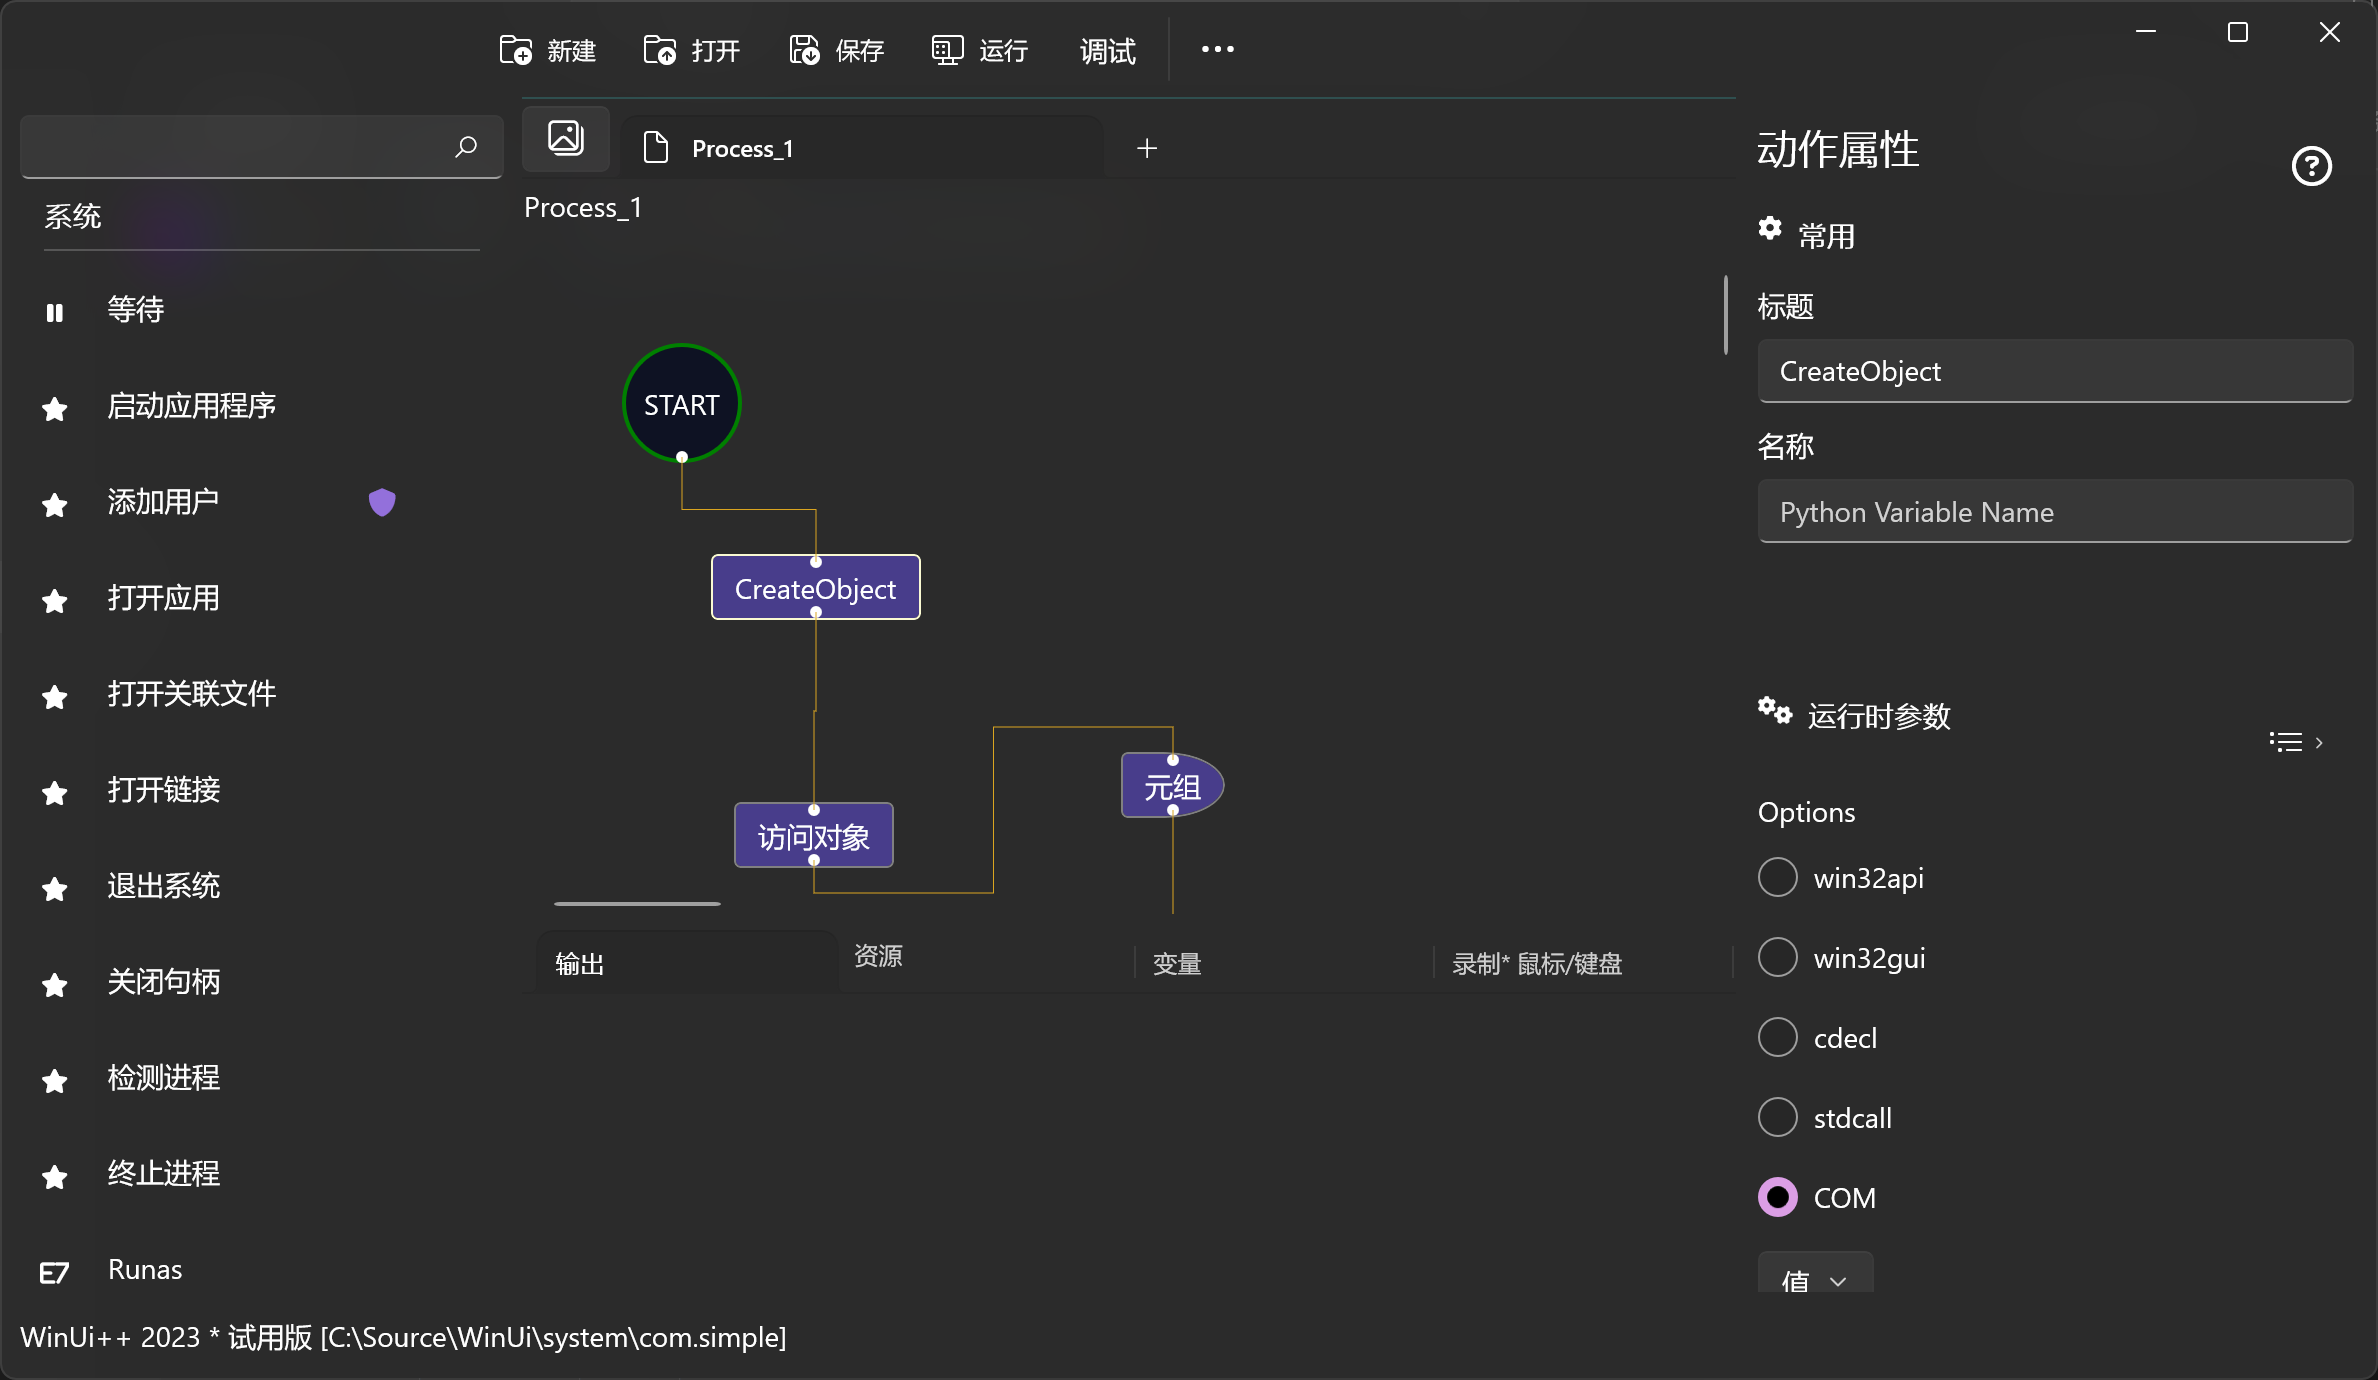 新建 打开 保存 运行 调试
Process_1
Process_1
系统
等待
启动应用程序
添加用户
打开应用
打开关联文件
打开链接
退出系统
关闭句柄
检测进程
终止进程
Runas
START
CreateObject
访问对象
元组
输出 资源 变量 录制* 鼠标/键盘
动作属性
常用
标题
CreateObject
名称
Python Variable Name
运行时参数
Options
win32api
win32gui
cdecl
stdcall
COM
值
WinUi++ 2023 * 试用版 [C:\Source\WinUi\system\com.simple]